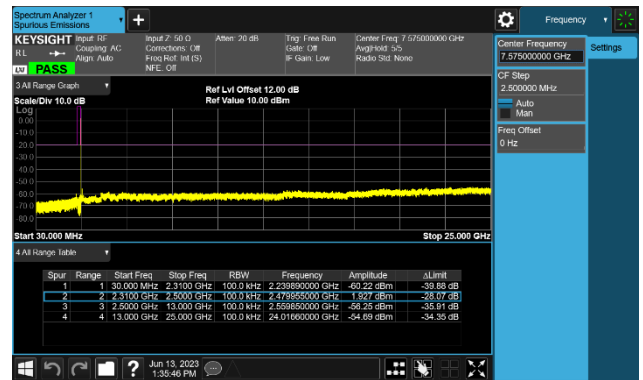 Spectrum Analyzer 1
Spurious Emissions
+
Frequency
KEYSIGHT Input: RF Input Z: 50 Ω Atten: 20 dB Trig: Free Run Center Freq: 7.575000000 GHz
RL Coupling: AC Corrections: Off Gate: Off Avg|Hold: 5/5
Align: Auto Freq Ref: Int (S) IF Gain: Low Radio Std: None
NFE: Off
LXI PASS
Center Frequency
7.575000000 GHz
Settings
CF Step
2.500000 MHz
Auto
Man
Freq Offset
0 Hz
3 All Range Graph
Ref Lvl Offset 12.00 dB
Scale/Div 10.0 dB Ref Value 10.00 dBm
Log
0.00
-10.0
-20.0
-30.0
-40.0
-50.0
-60.0
-70.0
-80.0
Start 30.000 MHz Stop 25.000 GHz
4 All Range Table
Spur Range Start Freq Stop Freq RBW Frequency Amplitude ΔLimit
1 1 30.000 MHz 2.3100 GHz 100.0 kHz 2.239890000 GHz -60.22 dBm -39.88 dB
2 2 2.3100 GHz 2.5000 GHz 100.0 kHz 2.479955000 GHz 1.927 dBm -28.07 dB
3 3 2.5000 GHz 13.000 GHz 100.0 kHz 2.559850000 GHz -56.25 dBm -35.91 dB
4 4 13.000 GHz 25.000 GHz 100.0 kHz 24.01660000 GHz -54.69 dBm -34.35 dB
? Jun 13, 2023
1:35:46 PM